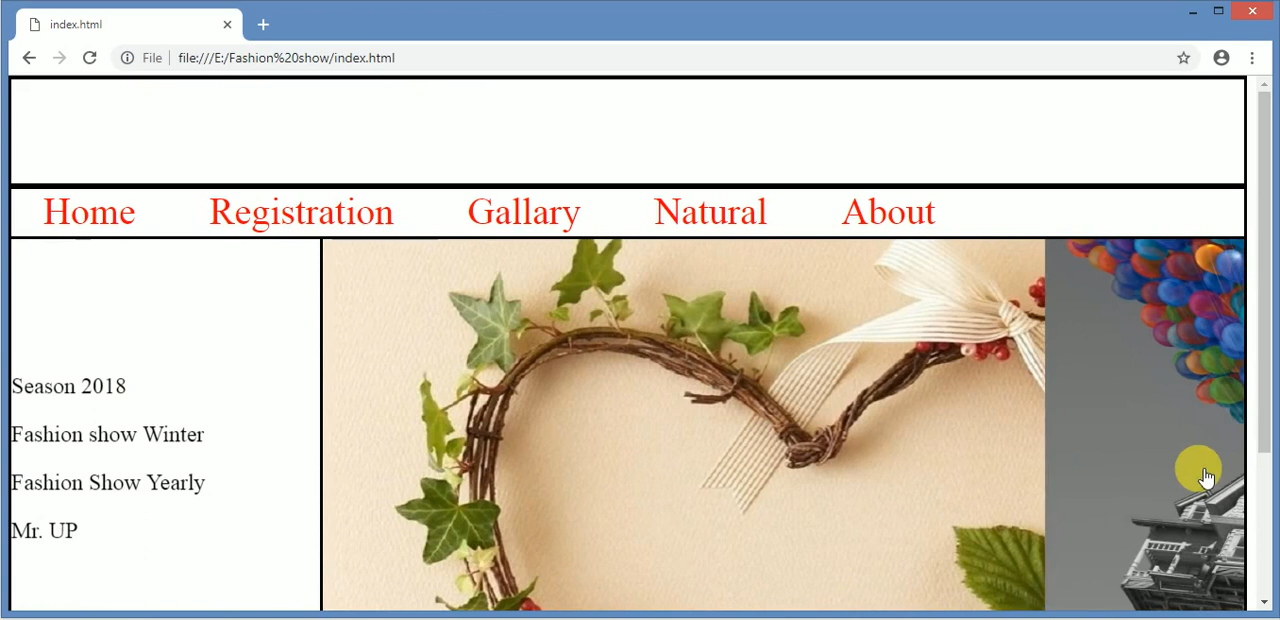 index.html
File file:///E:/Fashion%20show/index.html
Home Registration Gallary Natural About
Season 2018
Fashion show Winter
Fashion Show Yearly
Mr. UP